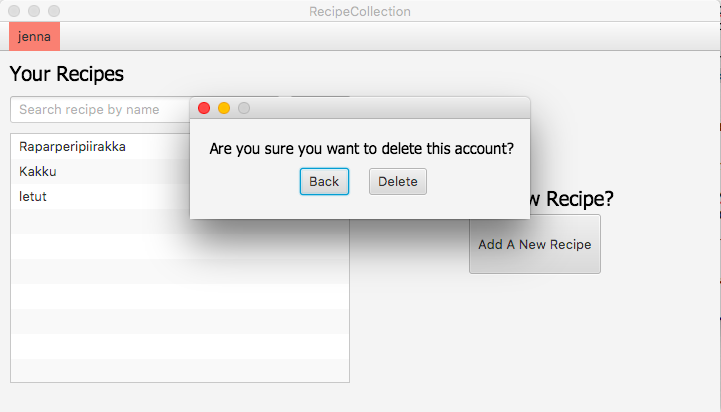 RecipeCollection
jenna
Your Recipes
Search recipe by name
Raparperipiirakka
Kakku
letut
Are you sure you want to delete this account?
Back Delete
Recipe?
Add A New Recipe